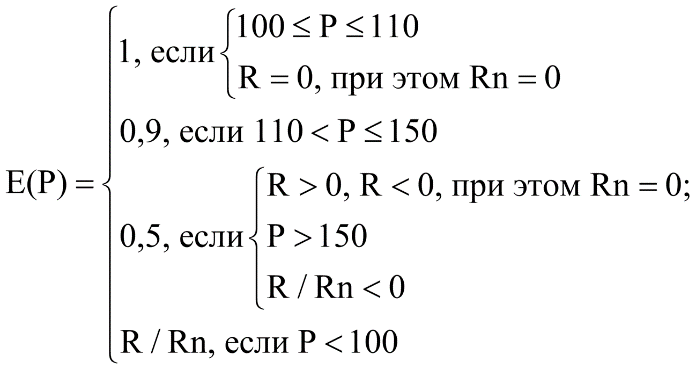 100 ≤ P ≤ 110
1, если
R = 0, при этом Rn = 0
0,9, если 110 < P ≤ 150
E(P) =
R > 0, R < 0, при этом Rn = 0;
0,5, если
P > 150
R / Rn < 0
R / Rn, если P < 100